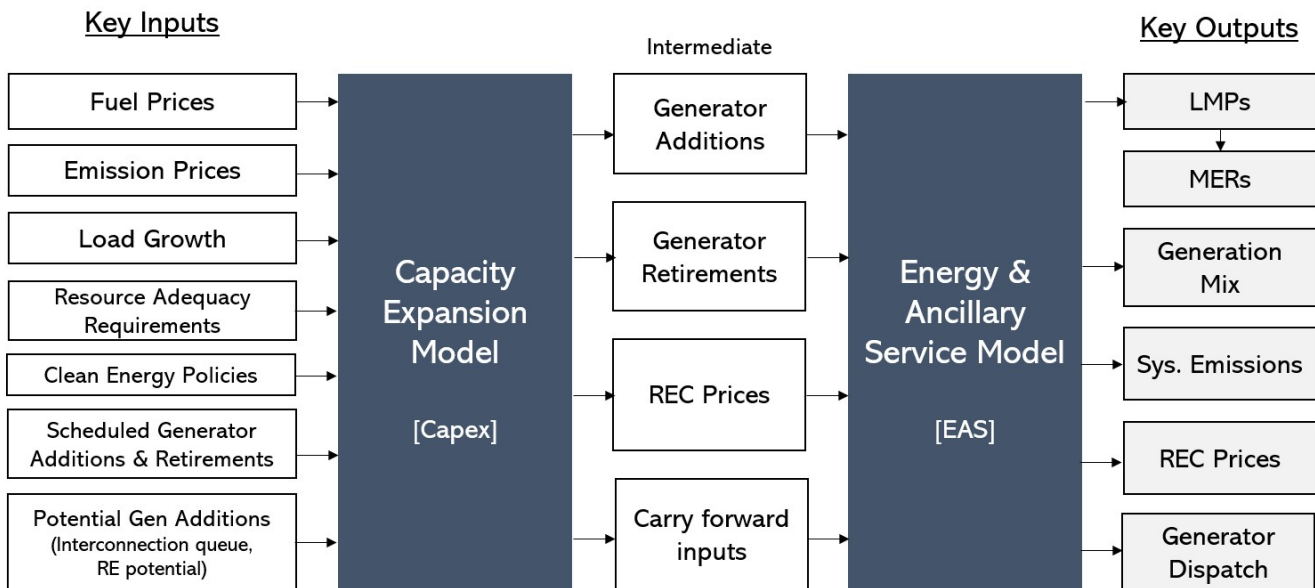 Key Inputs
Fuel Prices
Emission Prices
Load Growth
Resource Adequacy
Requirements
Clean Energy Policies
Scheduled Generator
Additions & Retirements
Potential Gen Additions
(Interconnection queue,
RE potential)
Capacity
Expansion
Model
[Capex]
Intermediate
Generator
Additions
Generator
Retirements
REC Prices
Carry forward
inputs
Energy &
Ancillary
Service Model
[EAS]
Key Outputs
LMPs
MERs
Generation
Mix
Sys. Emissions
REC Prices
Generator
Dispatch